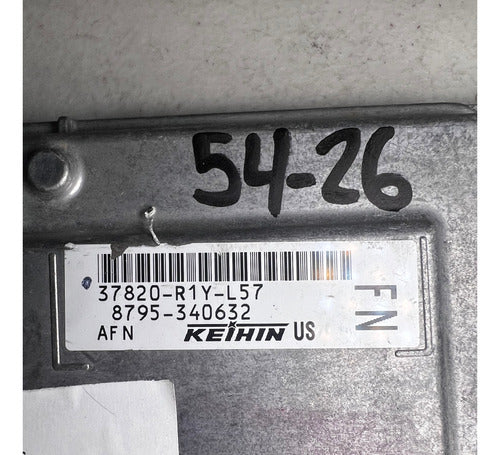 54-26
37820-R1Y-L57
8795-340632
AFN KEIHIN US
FN